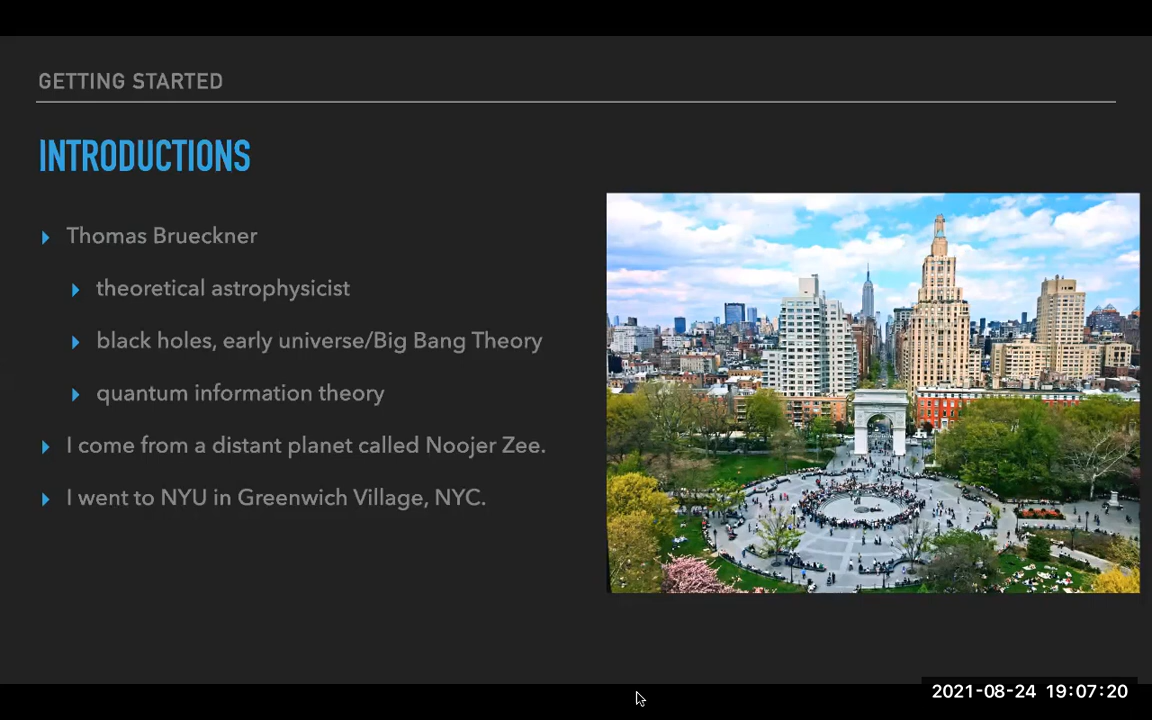 GETTING STARTED
INTRODUCTIONS
Thomas Brueckner
theoretical astrophysicist
black holes, early universe/Big Bang Theory
quantum information theory
I come from a distant planet called Noojer Zee.
I went to NYU in Greenwich Village, NYC.
2021-08-24 19:07:20